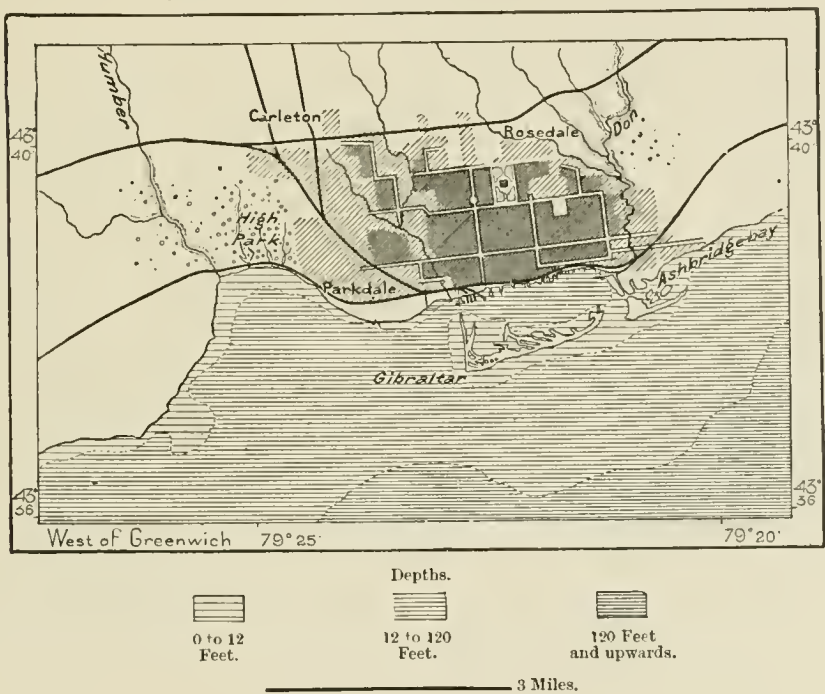 Humber
Carleton
Rosedale
Don
43°
40'
43°
40'
High
Park
Parkdale
Ashbridgebay
Gibraltar
43°
36'
43°
36'
West of Greenwich 79°25' 79°20'
Depths.
0 to 12
Feet.
12 to 120
Feet.
120 Feet
and upwards.
3 Miles.